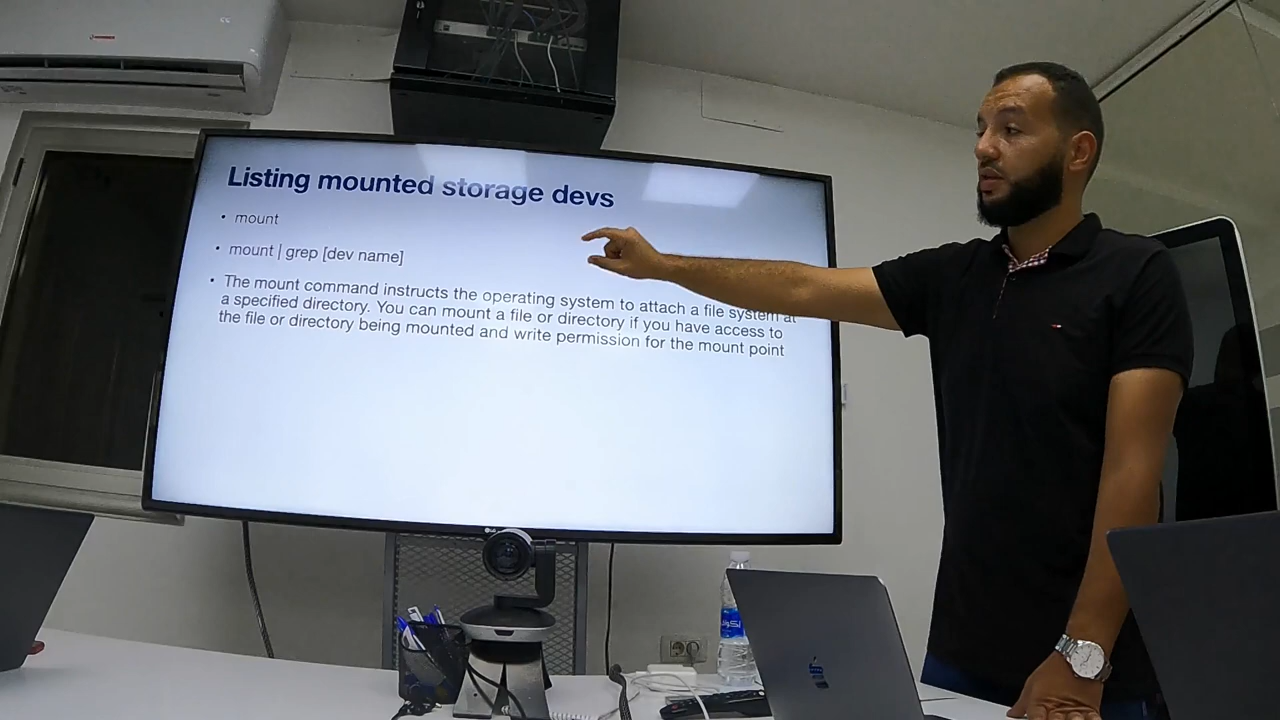 Listing mounted storage devs
• mount
• mount | grep [dev name]
• The mount command instructs the operating system to attach a file system at
a specified directory. You can mount a file or directory if you have access to
the file or directory being mounted and write permission for the mount point
LG